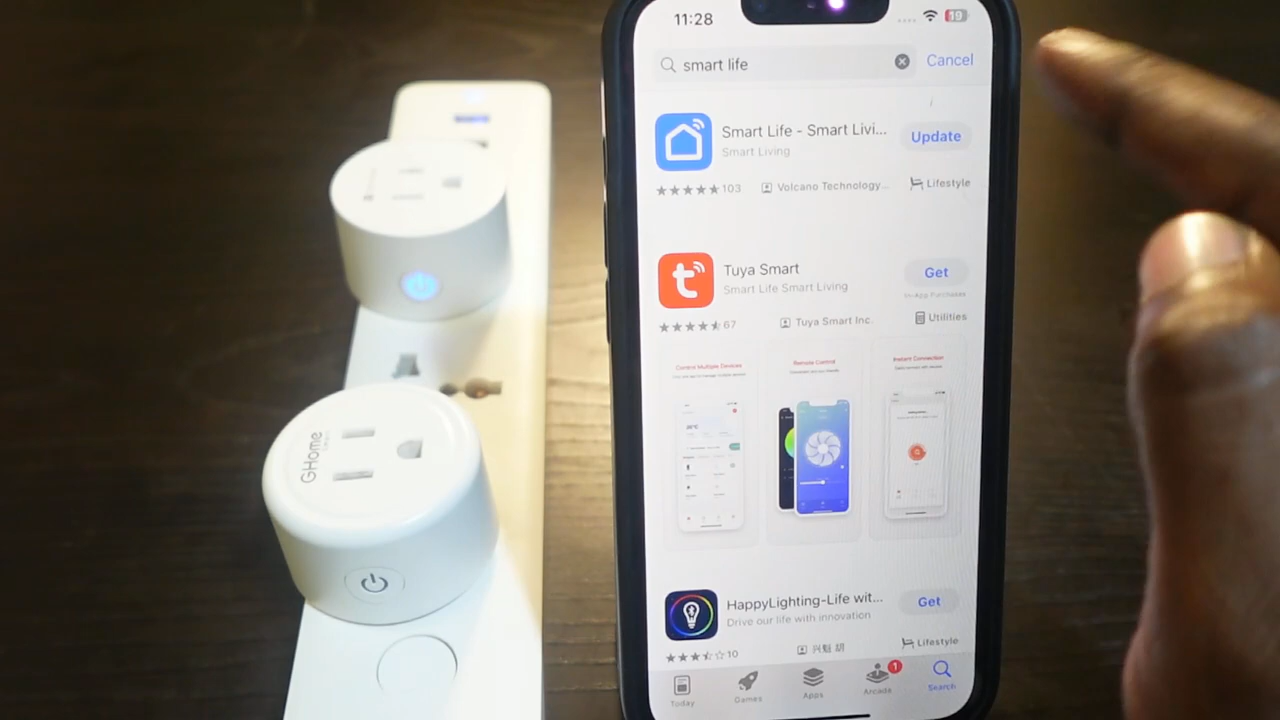 11:28
19
smart life
Cancel
Smart Life - Smart Livi...
Smart Living
Update
103
Volcano Technology...
Lifestyle
Tuya Smart
Smart Life Smart Living
Get
In-App Purchases
67
Tuya Smart Inc.
Utilities
Control Multiple Devices
Remote Control
Instant Connection
HappyLighting-Life wit...
Drive our life with innovation
Get
10
Lifestyle
1
Today
Games
Apps
Arcade
Search
GHome